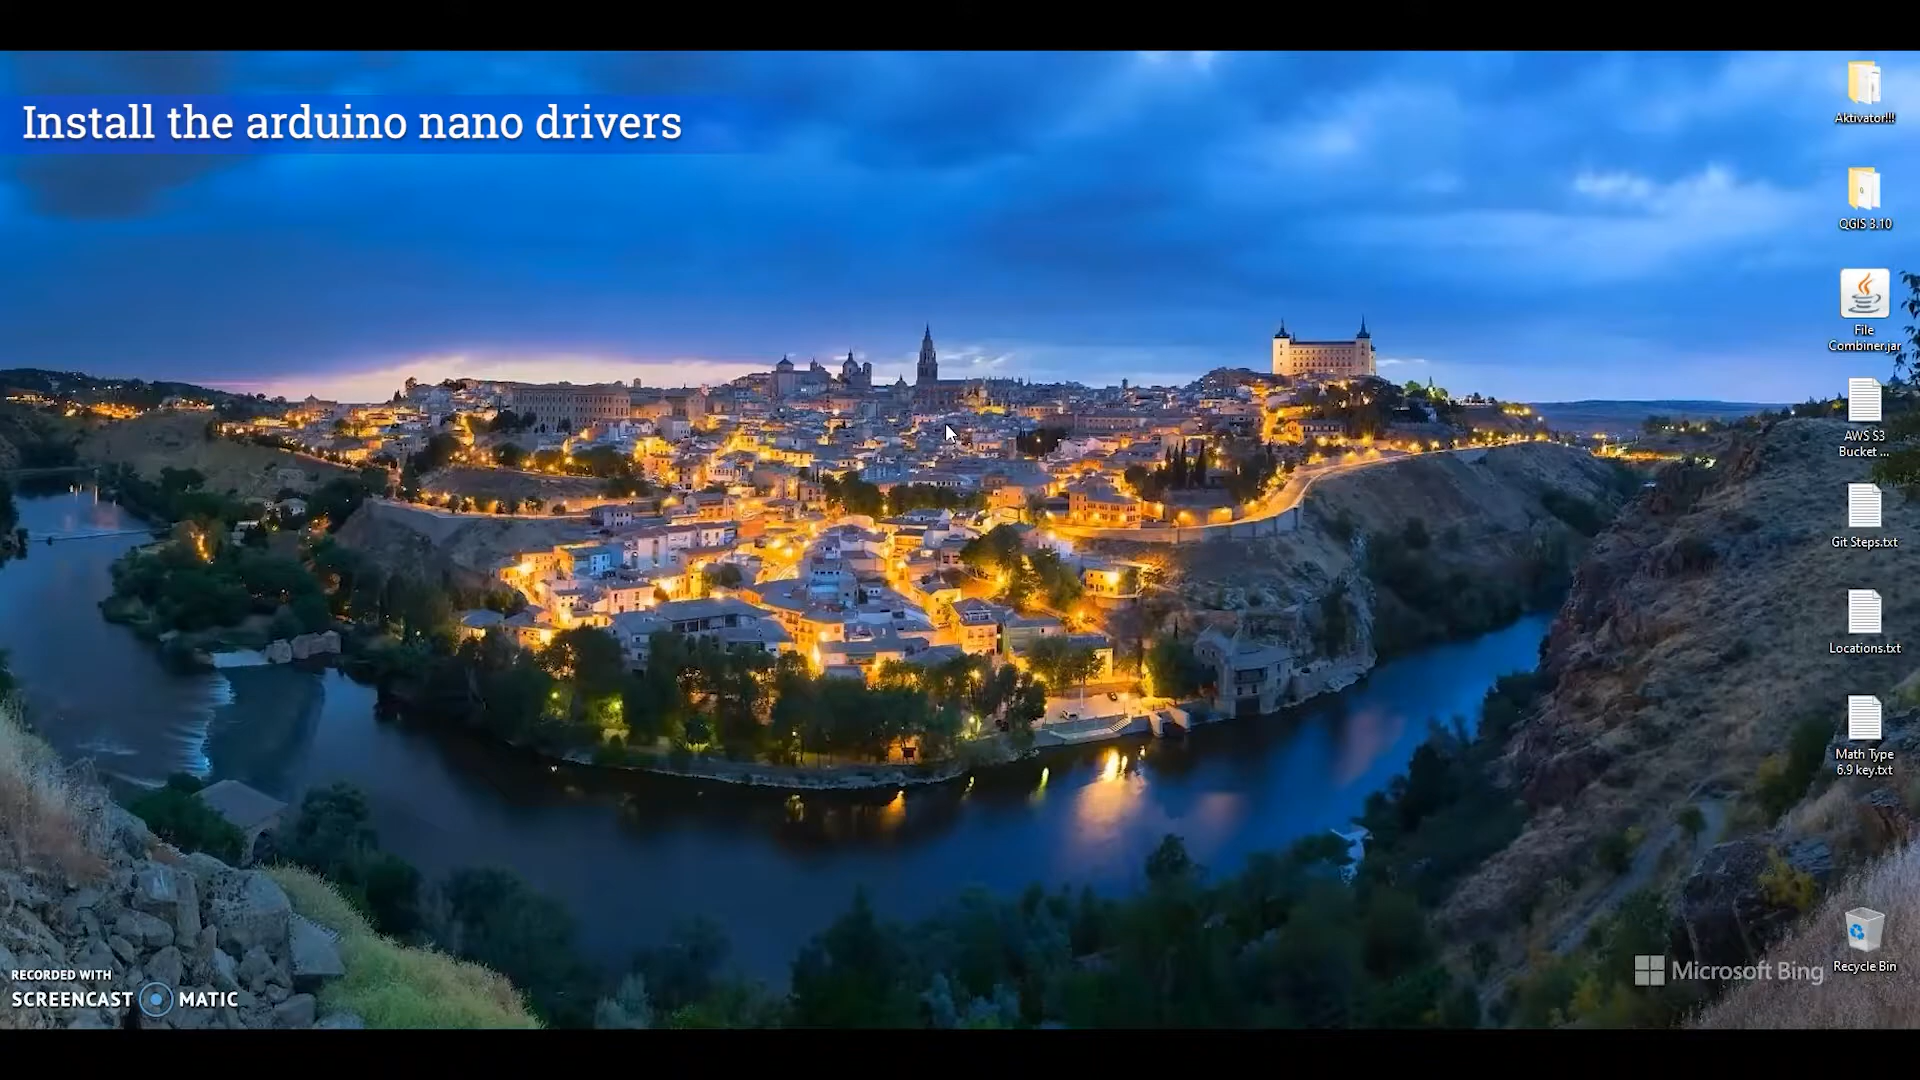 Install the arduino nano drivers
Aktivator!!!
QGIS 3.10
File
Combiner.jar
AWS S3
Bucket ...
Git Steps.txt
Locations.txt
Math Type
6.9 key.txt
Recycle Bin
Microsoft Bing
RECORDED WITH
SCREENCAST MATIC